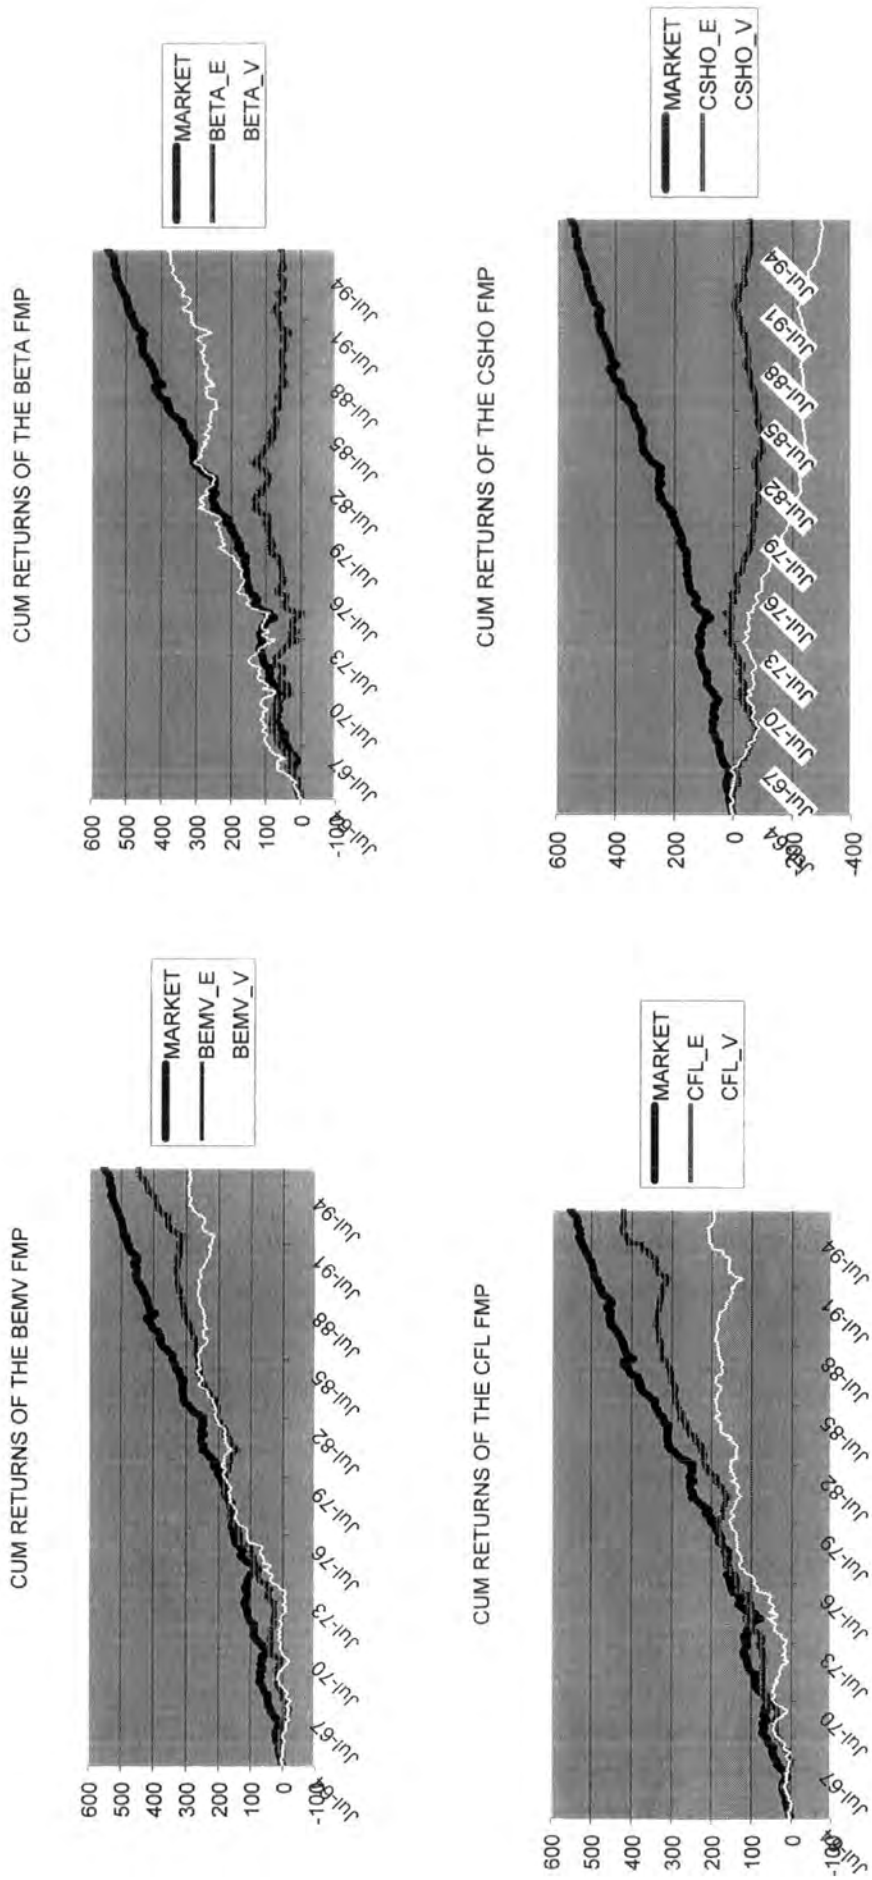 CUM RETURNS OF THE BEMV FMP
600
500
400
300
200
100
0
-100
Jul-64
Jul-67
Jul-70
Jul-73
Jul-76
Jul-79
Jul-82
Jul-85
Jul-88
Jul-91
Jul-94
MARKET
BEMV_E
BEMV_V
CUM RETURNS OF THE BETA FMP
600
500
400
300
200
100
0
-100
Jul-64
Jul-67
Jul-70
Jul-73
Jul-76
Jul-79
Jul-82
Jul-85
Jul-88
Jul-91
Jul-94
MARKET
BETA_E
BETA_V
CUM RETURNS OF THE CFL FMP
600
500
400
300
200
100
0
Jul-67
Jul-70
Jul-73
Jul-76
Jul-79
Jul-82
Jul-85
Jul-88
Jul-91
Jul-94
MARKET
CFL_E
CFL_V
CUM RETURNS OF THE CSHO FMP
600
400
200
0
-400
Jul-67
Jul-70
Jul-73
Jul-76
Jul-79
Jul-82
Jul-85
Jul-88
Jul-91
Jul-94
MARKET
CSHO_E
CSHO_V